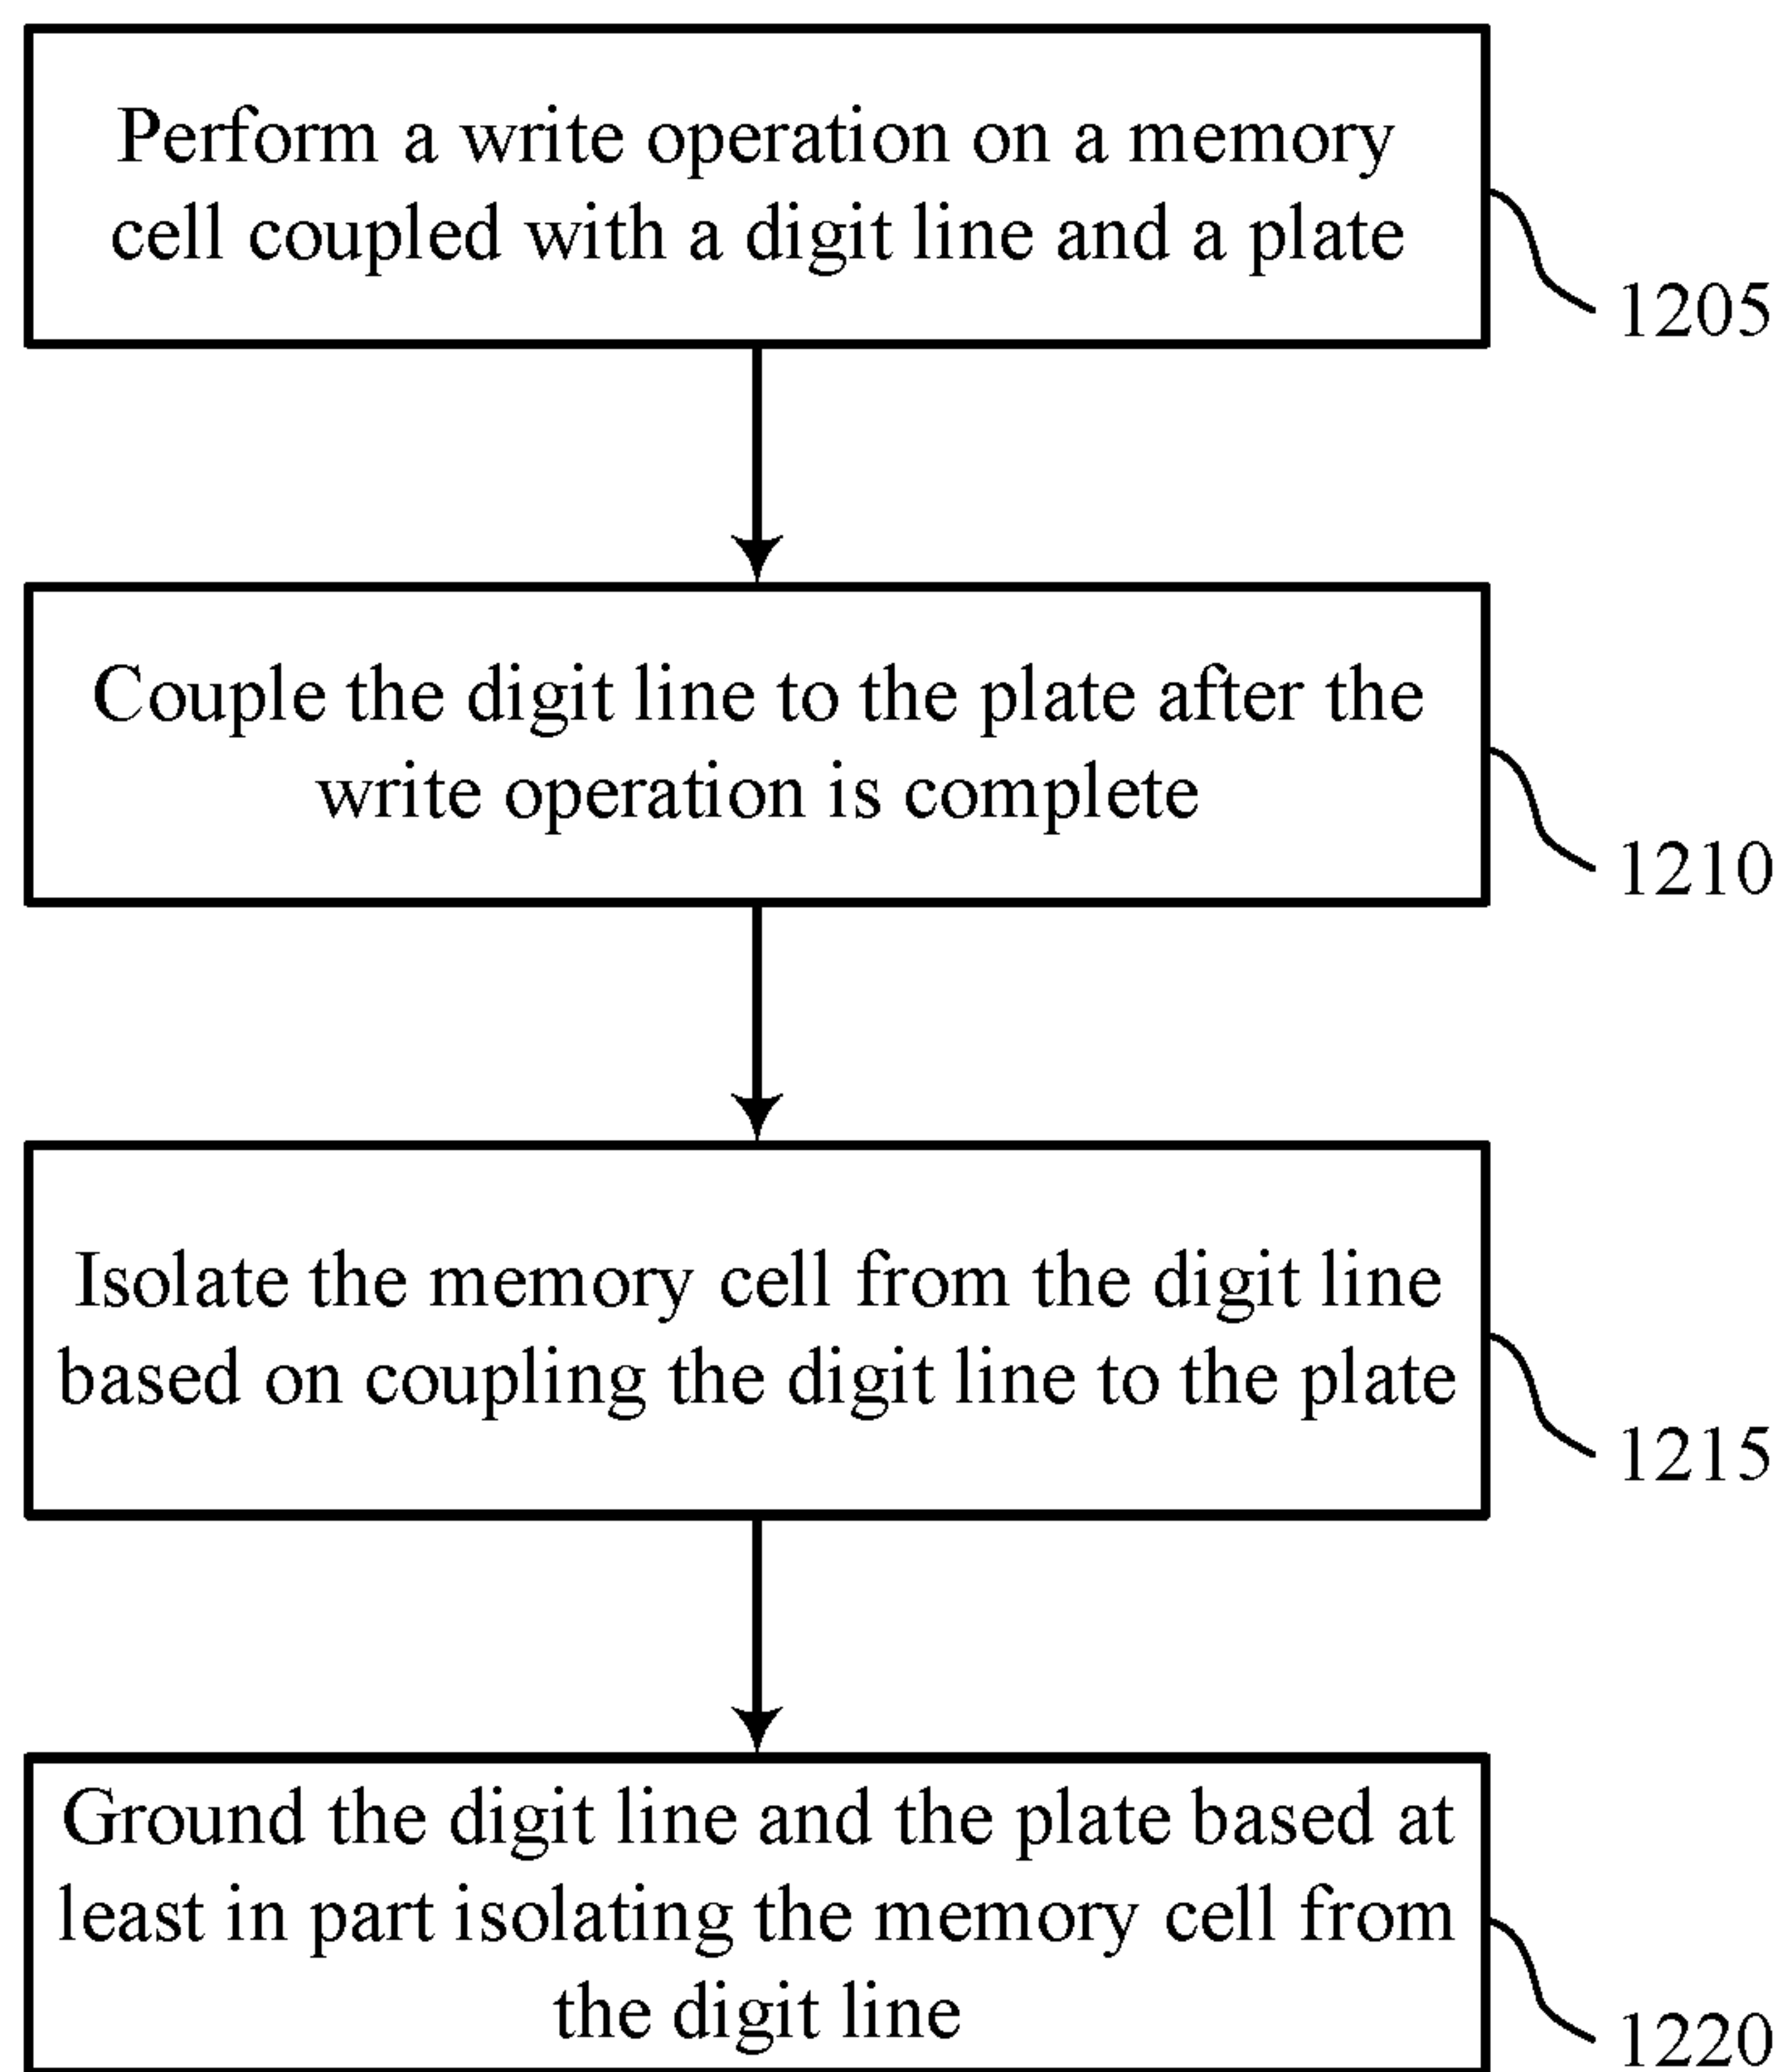 Perform a write operation on a memory
cell coupled with a digit line and a plate
1205
Couple the digit line to the plate after the
write operation is complete
1210
Isolate the memory cell from the digit line
based on coupling the digit line to the plate
1215
Ground the digit line and the plate based at
least in part isolating the memory cell from
the digit line
1220